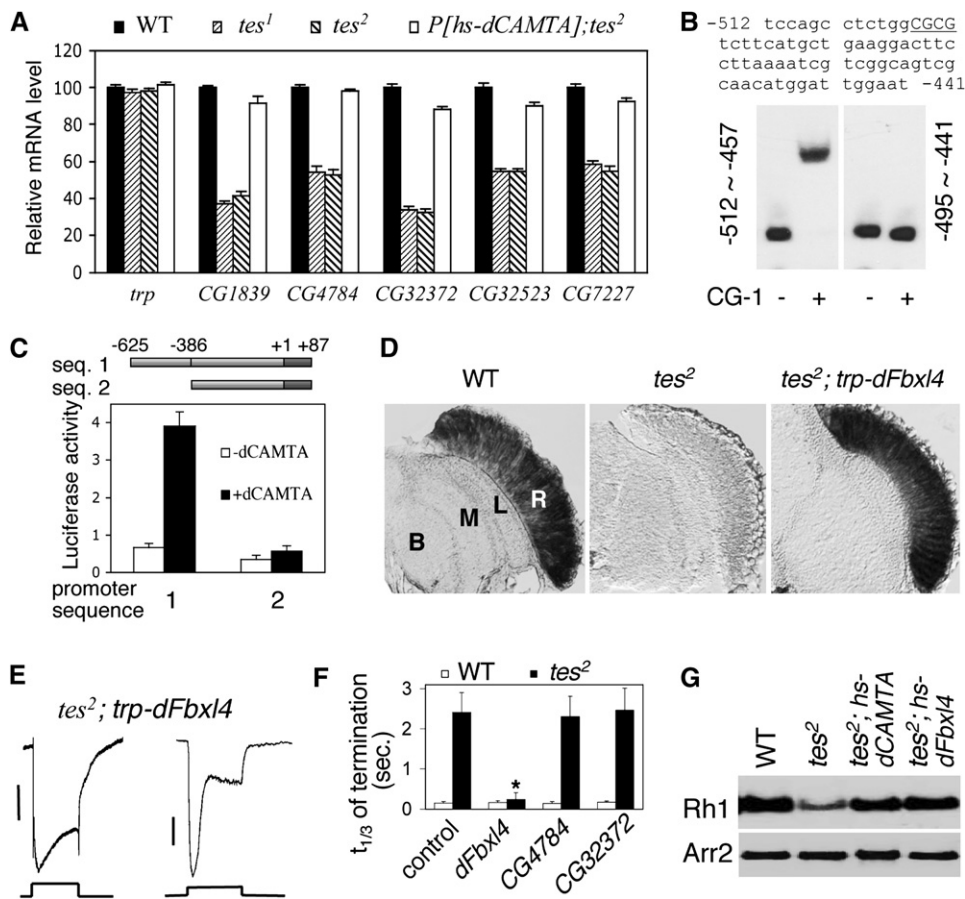 A
WT tes1 tes2 P[hs-dCAMTA];tes2
Relative mRNA level
120
100
80
60
40
20
0
trp CG1839 CG4784 CG32372 CG32523 CG7227
B
-512 tccagc ctctggCGCG
tcttcatgct gaaggacttc
cttaaaatcg tcggcagtcg
caacatggat tggaat -441
-512 ~ -457
-495 ~ -441
CG-1 - + - +
C
-625 -386 +1 +87
seq. 1
seq. 2
Luciferase activity
4
3
2
1
0
-dCAMTA
+dCAMTA
promoter
sequence
1 2
D
WT tes2 tes2; trp-dFbxl4
B M L R
E
tes2; trp-dFbxl4
F
WT tes2
t1/3 of termination
(sec.)
3
2
1
0
*
control dFbxl4 CG4784 CG32372
G
WT
tes2
tes2; hs-
dCAMTA
tes2; hs-
dFbxl4
Rh1
Arr2